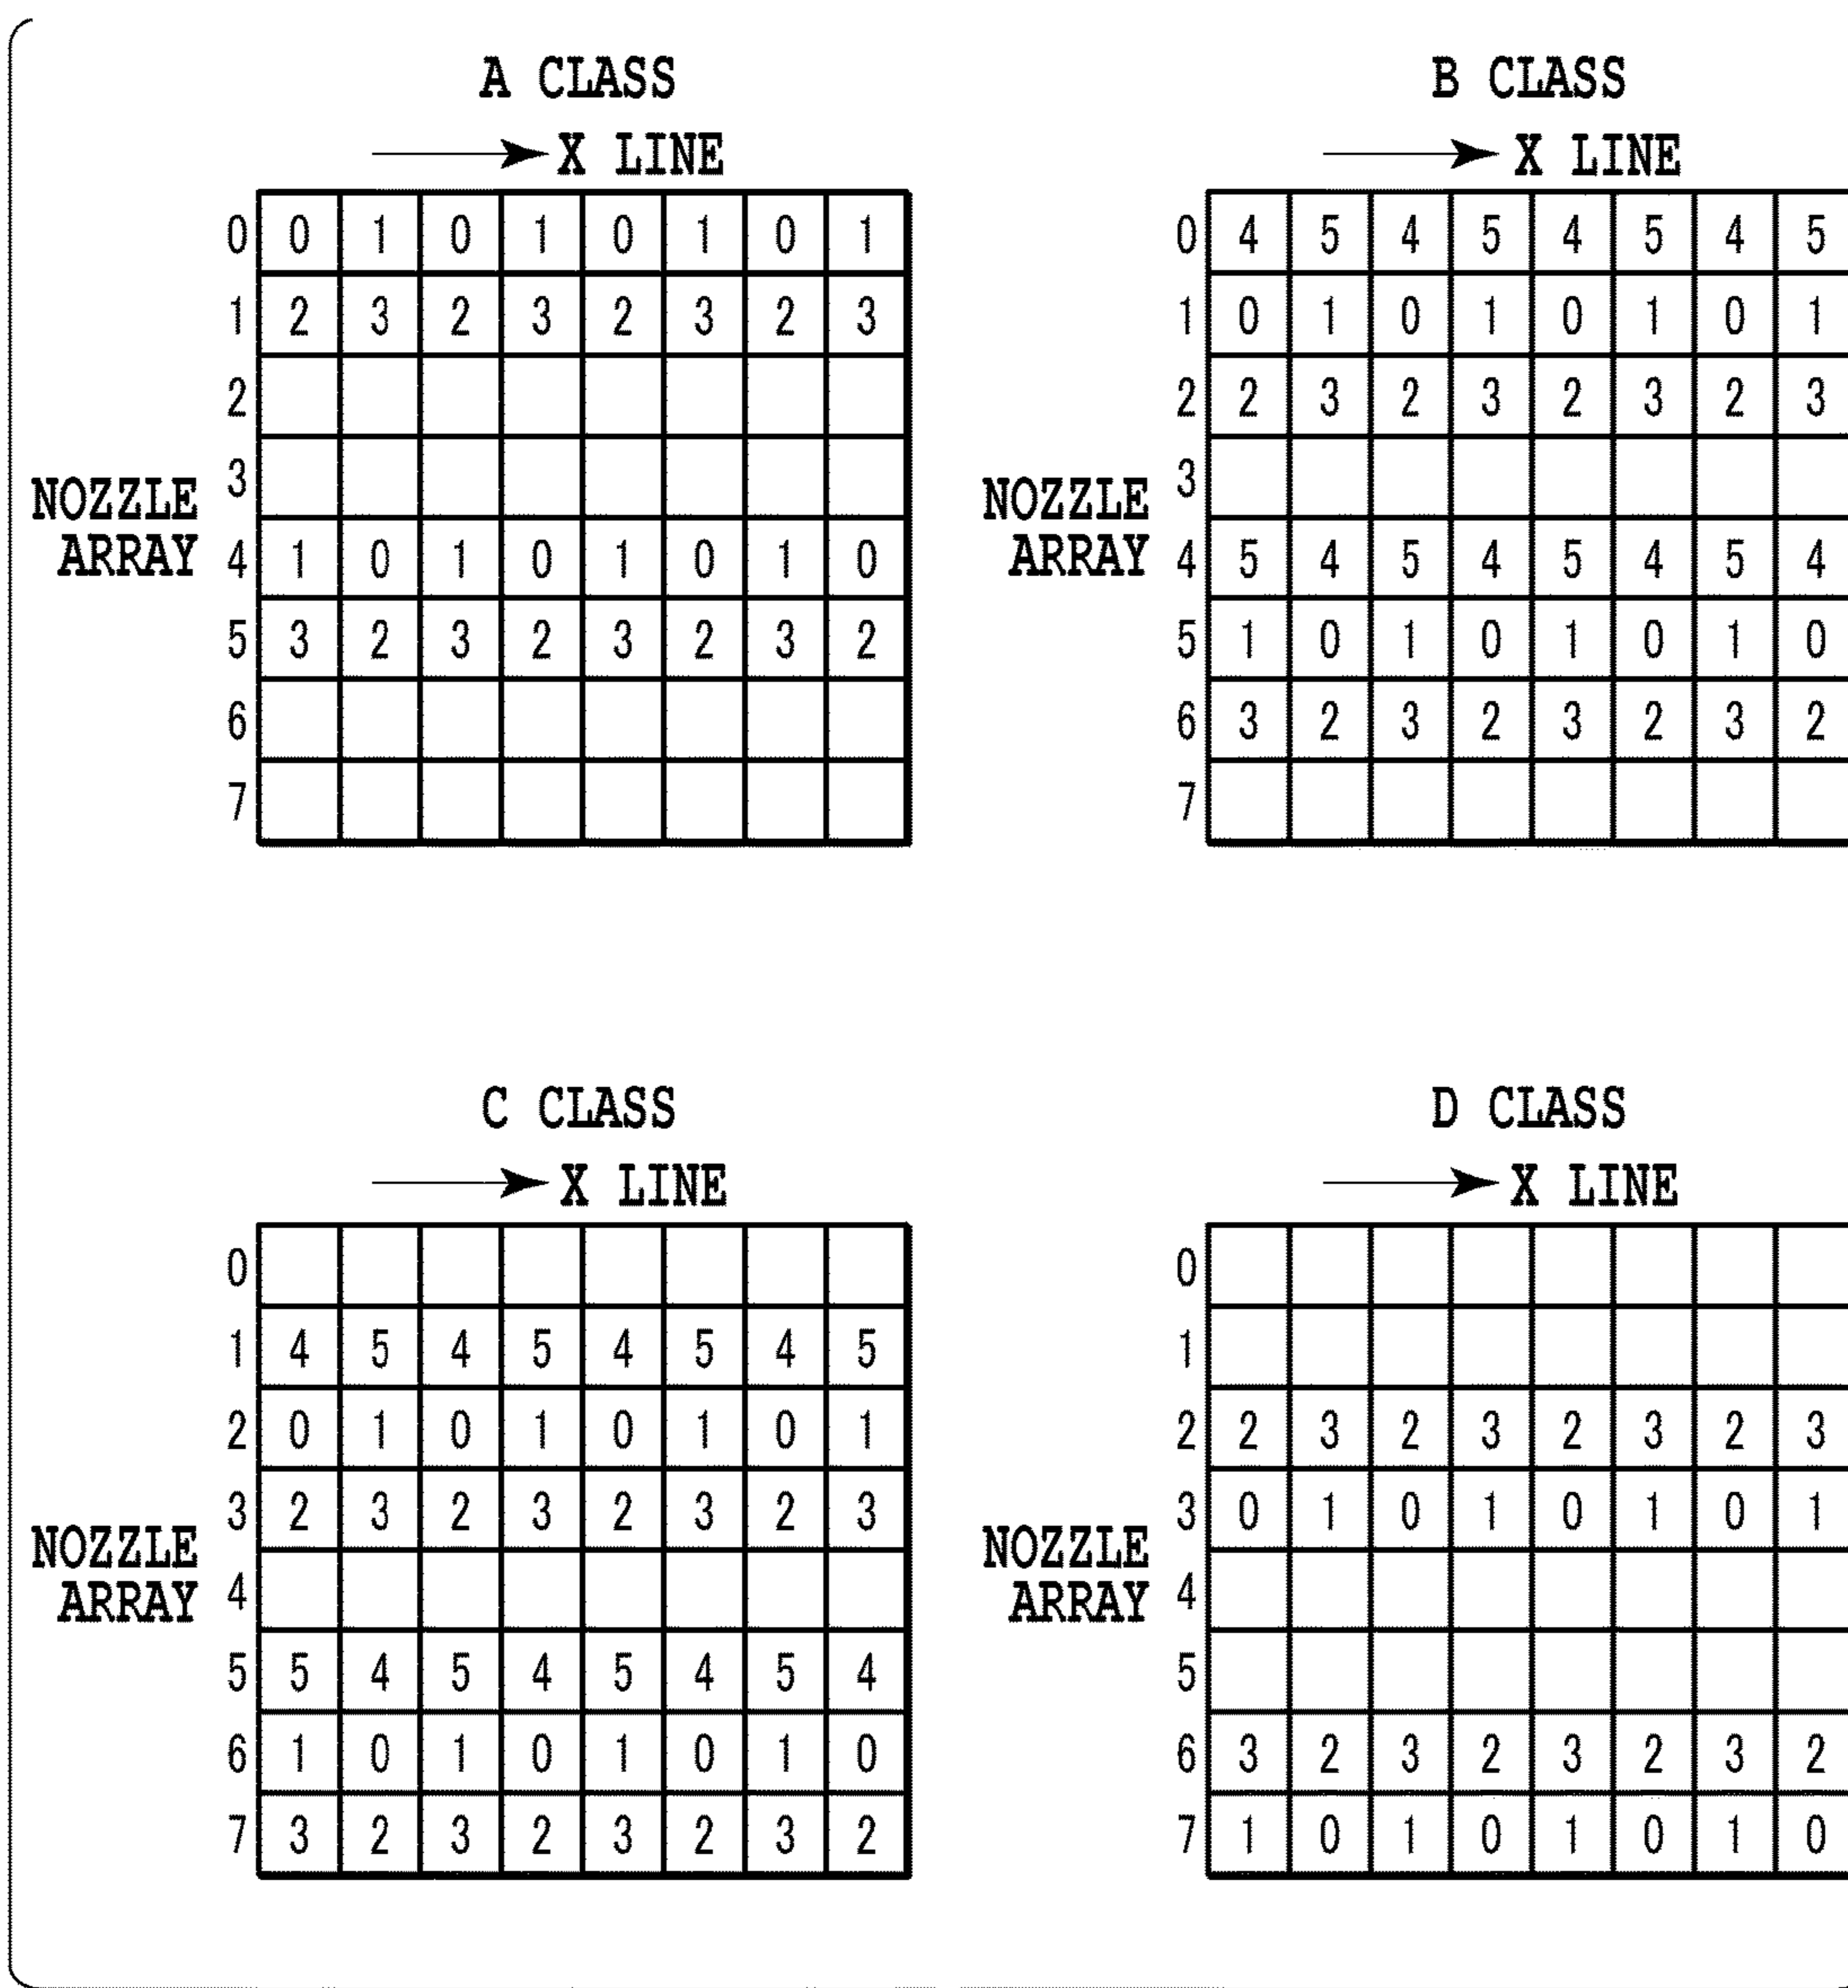 A CLASS
X LINE
0 0 1 0 1 0 1 0 1
1 2 3 2 3 2 3 2 3
2
3
NOZZLE
ARRAY
4 1 0 1 0 1 0 1 0
5 3 2 3 2 3 2 3 2
6
7
B CLASS
X LINE
0 4 5 4 5 4 5 4 5
1 0 1 0 1 0 1 0 1
2 2 3 2 3 2 3 2 3
3
NOZZLE
ARRAY
4 5 4 5 4 5 4 5 4
5 1 0 1 0 1 0 1 0
6 3 2 3 2 3 2 3 2
7
C CLASS
X LINE
0
1 4 5 4 5 4 5 4 5
2 0 1 0 1 0 1 0 1
3 2 3 2 3 2 3 2 3
NOZZLE
ARRAY
4
5 5 4 5 4 5 4 5 4
6 1 0 1 0 1 0 1 0
7 3 2 3 2 3 2 3 2
D CLASS
X LINE
0
1
2 2 3 2 3 2 3 2 3
3 0 1 0 1 0 1 0 1
NOZZLE
ARRAY
4
5
6 3 2 3 2 3 2 3 2
7 1 0 1 0 1 0 1 0